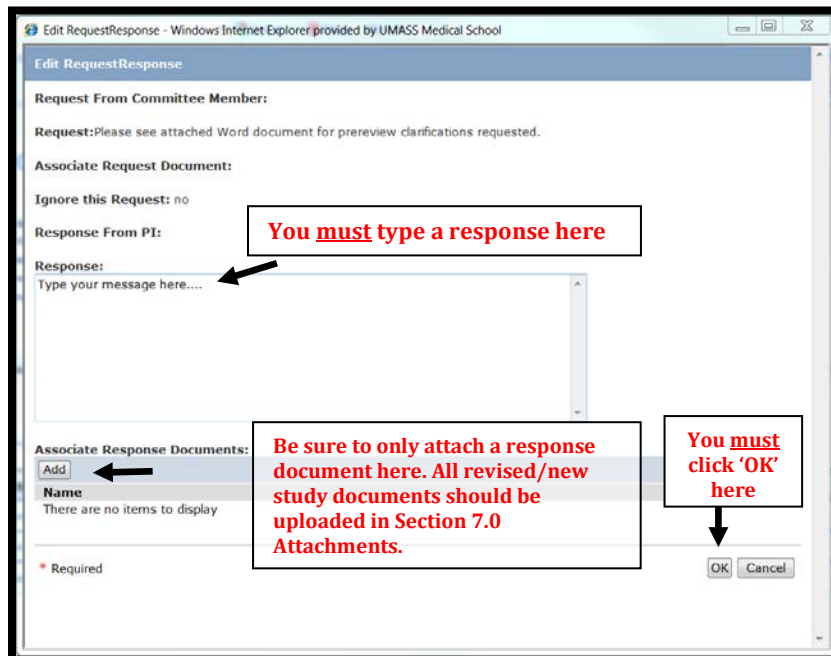 Edit RequestResponse - Windows Internet Explorer provided by UMASS Medical School
Edit RequestResponse
Request From Committee Member:
Request:Please see attached Word document for prereview clarifications requested.
Associate Request Document:
Ignore this Request: no
Response From PI:
You must type a response here
Response:
Type your message here....
Associate Response Documents:
Add
Name
There are no items to display
Be sure to only attach a response
document here. All revised/new
study documents should be
uploaded in Section 7.0
Attachments.
You must
click ‘OK’
here
* Required
OK Cancel